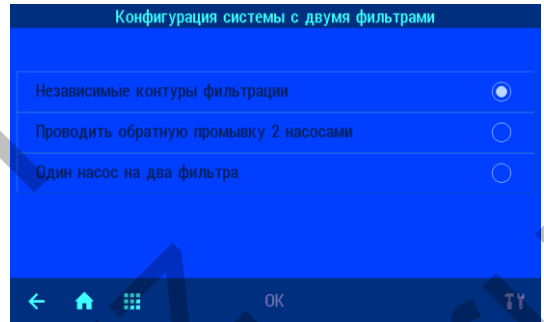 Конфигурация системы с двумя фильтрами
Независимые контуры фильтрации
Проводить обратную промывку 2 насосами
Один насос на два фильтра
OK